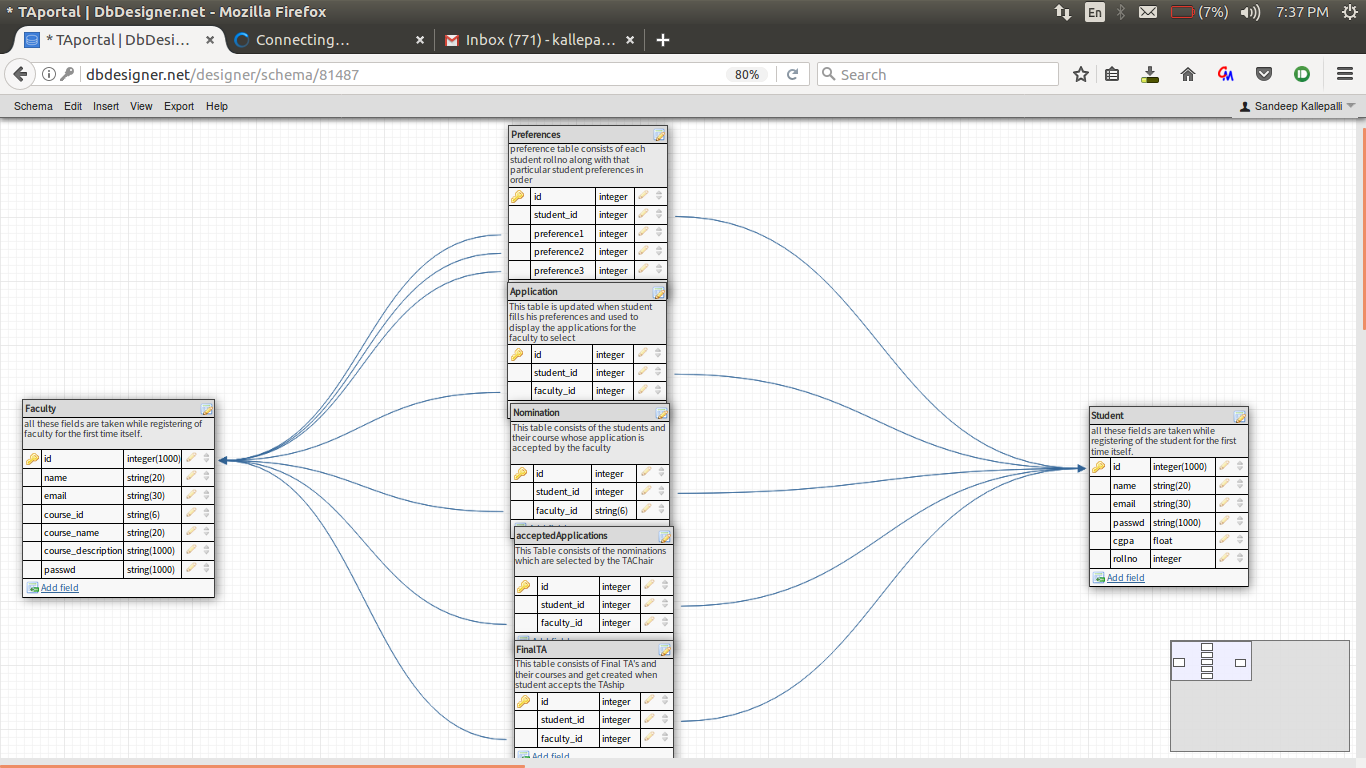 * TAportal | DbDesigner.net - Mozilla Firefox
En
(7%)
7:37 PM
* TAportal | DbDesi...
Connecting...
Inbox (771) - kallepa...
dbdesigner.net/designer/schema/81487
80%
Search
Schema Edit Insert View Export Help
Sandeep Kallepalli
Preferences
preference table consists of each
student rollno along with that
particular student preferences in
order
id integer
student_id integer
preference1 integer
preference2 integer
preference3 integer
Application
This table is updated when student
fills his preferences and used to
display the applications for the
faculty to select
id integer
student_id integer
faculty_id integer
Faculty
all these fields are taken while registering of
faculty for the first time itself.
id integer(1000)
name string(20)
email string(30)
course_id string(6)
course_name string(20)
course_description string(1000)
passwd string(1000)
Add field
Nomination
This table consists of the students and
their course whose application is
accepted by the faculty
id integer
student_id integer
faculty_id string(6)
Student
all these fields are taken while
registering of the student for the first
time itself.
id integer(1000)
name string(20)
email string(30)
passwd string(1000)
cgpa float
rollno integer
Add field
acceptedApplications
This Table consists of the nominations
which are selected by the TAChair
id integer
student_id integer
faculty_id integer
FinalTA
This table consists of Final TA's and
their courses and get created when
student accepts the TAship
id integer
student_id integer
faculty_id integer
Add field